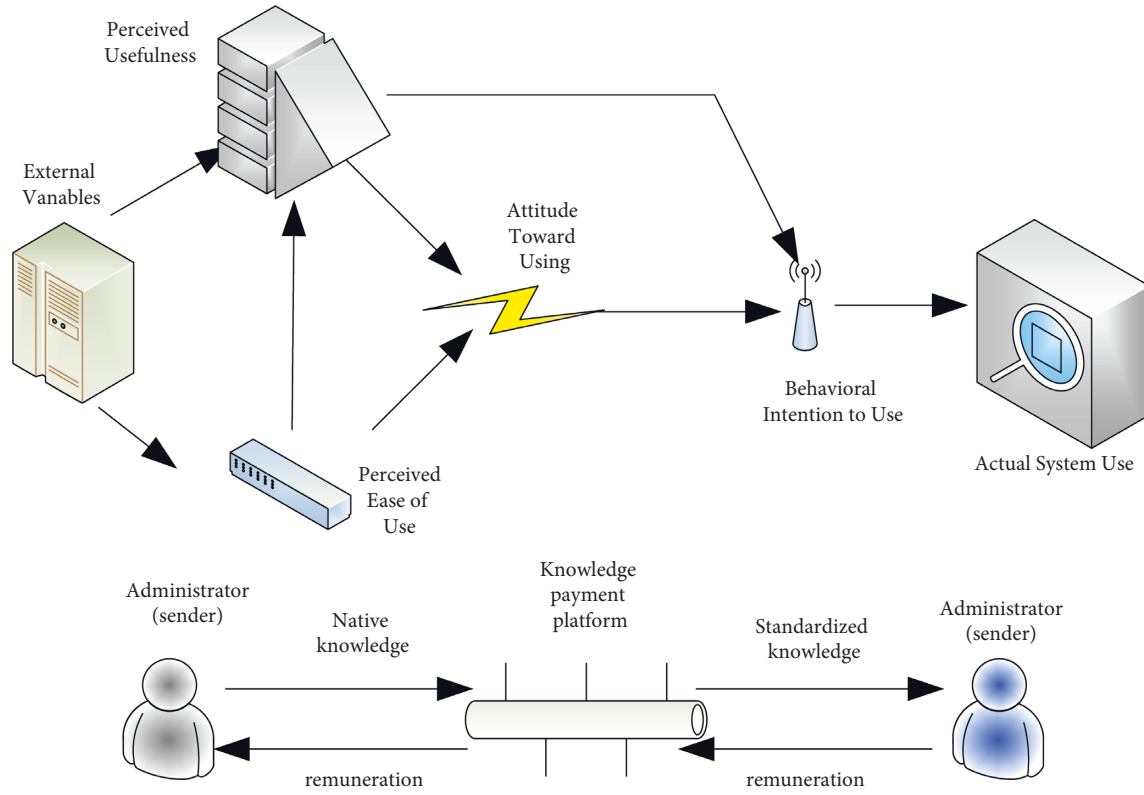 Perceived
Usefulness
External
Vanables
Attitude
Toward
Using
Behavioral
Intention to Use
Actual System Use
Perceived
Ease of
Use
Administrator
(sender)
Native
knowledge
Knowledge
payment
platform
Standardized
knowledge
Administrator
(sender)
remuneration
remuneration